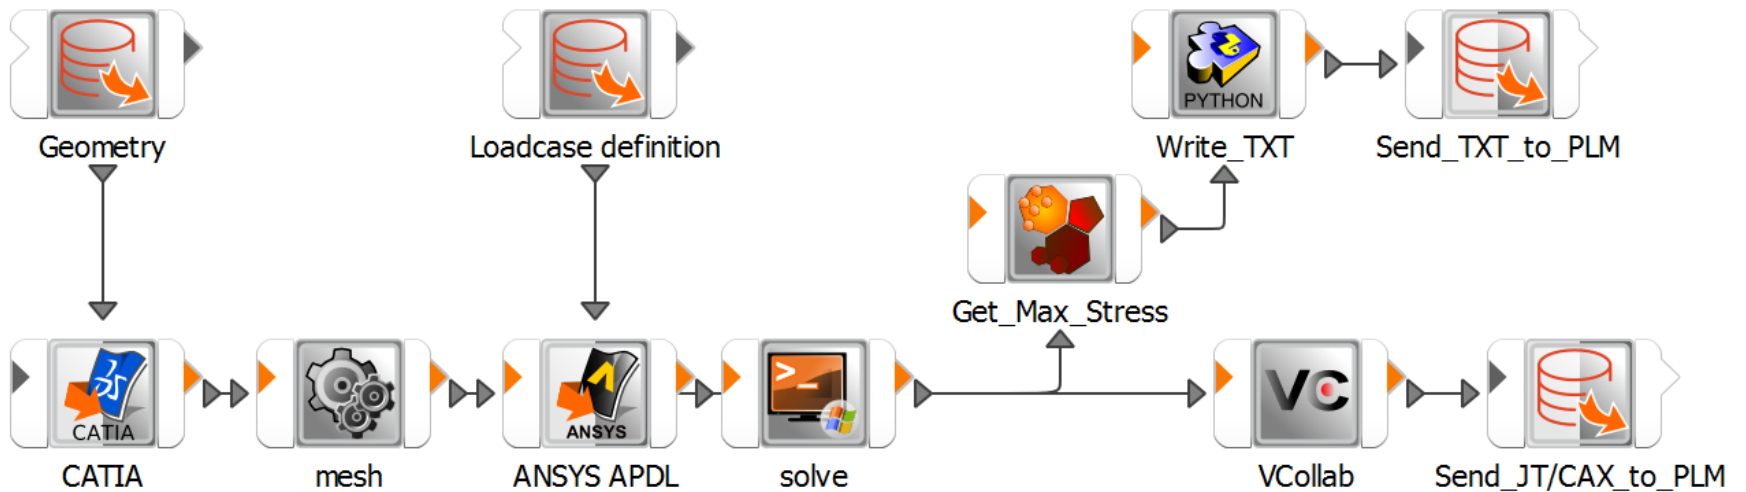 PYTHON
Geometry
Loadcase definition
Write_TXT
Send_TXT_to_PLM
Get_Max_Stress
CATIA
ANSYS
>_
VC
CATIA
mesh
ANSYS APDL
solve
VCollab
Send_JT/CAX_to_PLM